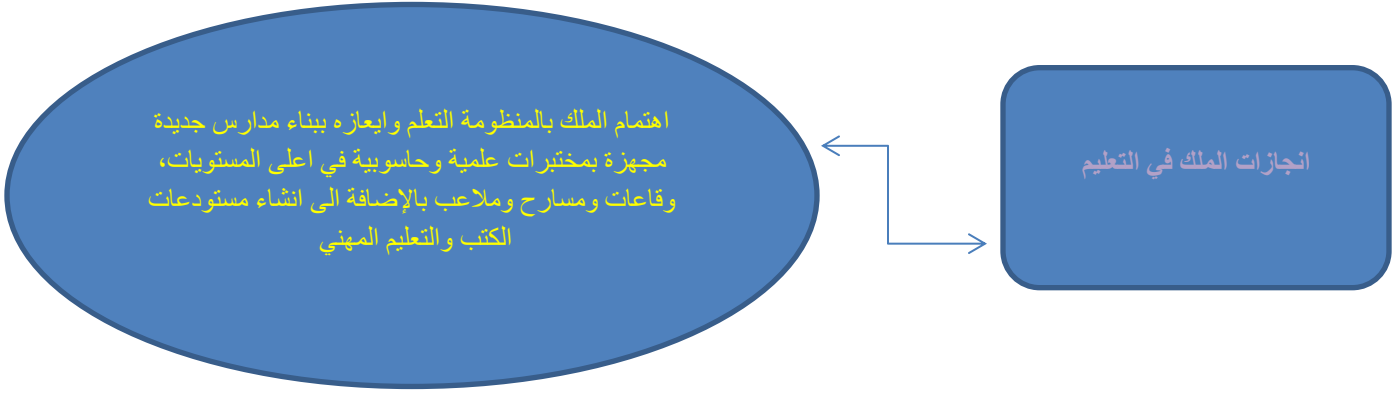 انجازات الملك في التعليم
اهتمام الملك بالمنظومة التعلم وايعازه ببناء مدارس جديدة
مجهزة بمختبرات علمية وحاسوبية في اعلى المستويات،
وقاعات ومسارح وملاعب بالإضافة الى انشاء مستودعات
الكتب والتعليم المهني